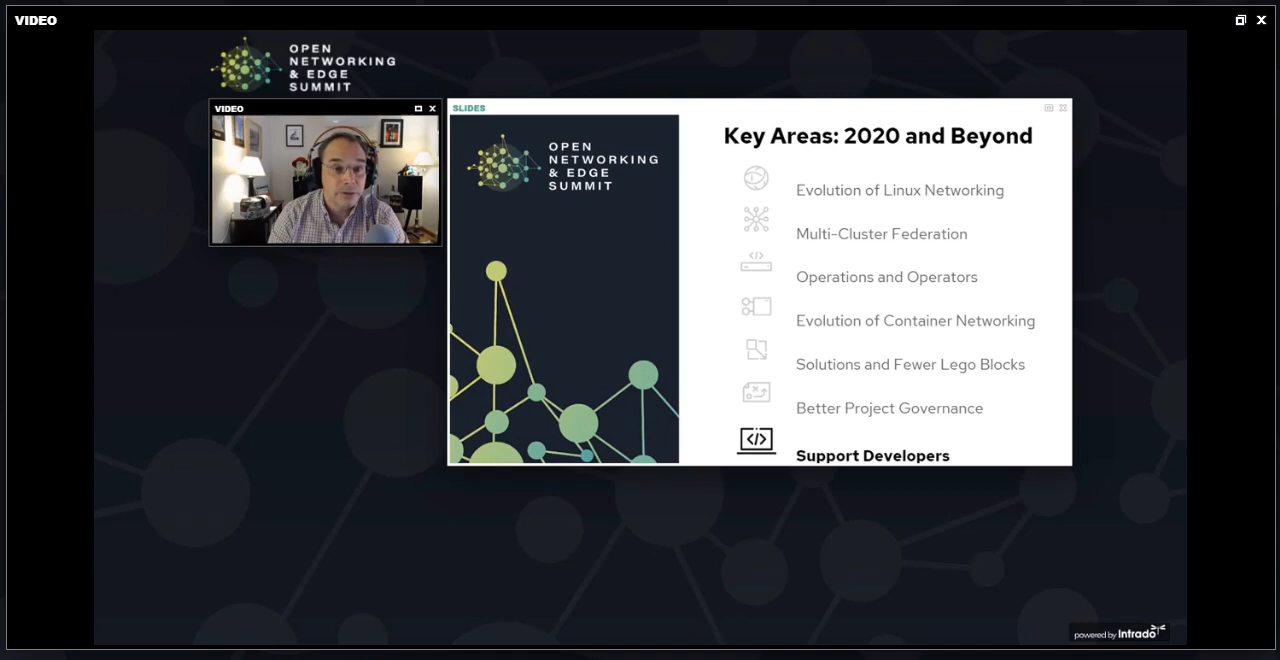 VIDEO
OPEN
NETWORKING
& EDGE
SUMMIT
VIDEO
SLIDES
OPEN
NETWORKING
& EDGE
SUMMIT
Key Areas: 2020 and Beyond
Evolution of Linux Networking
Multi-Cluster Federation
Operations and Operators
Evolution of Container Networking
Solutions and Fewer Lego Blocks
Better Project Governance
Support Developers
powered by Intrado